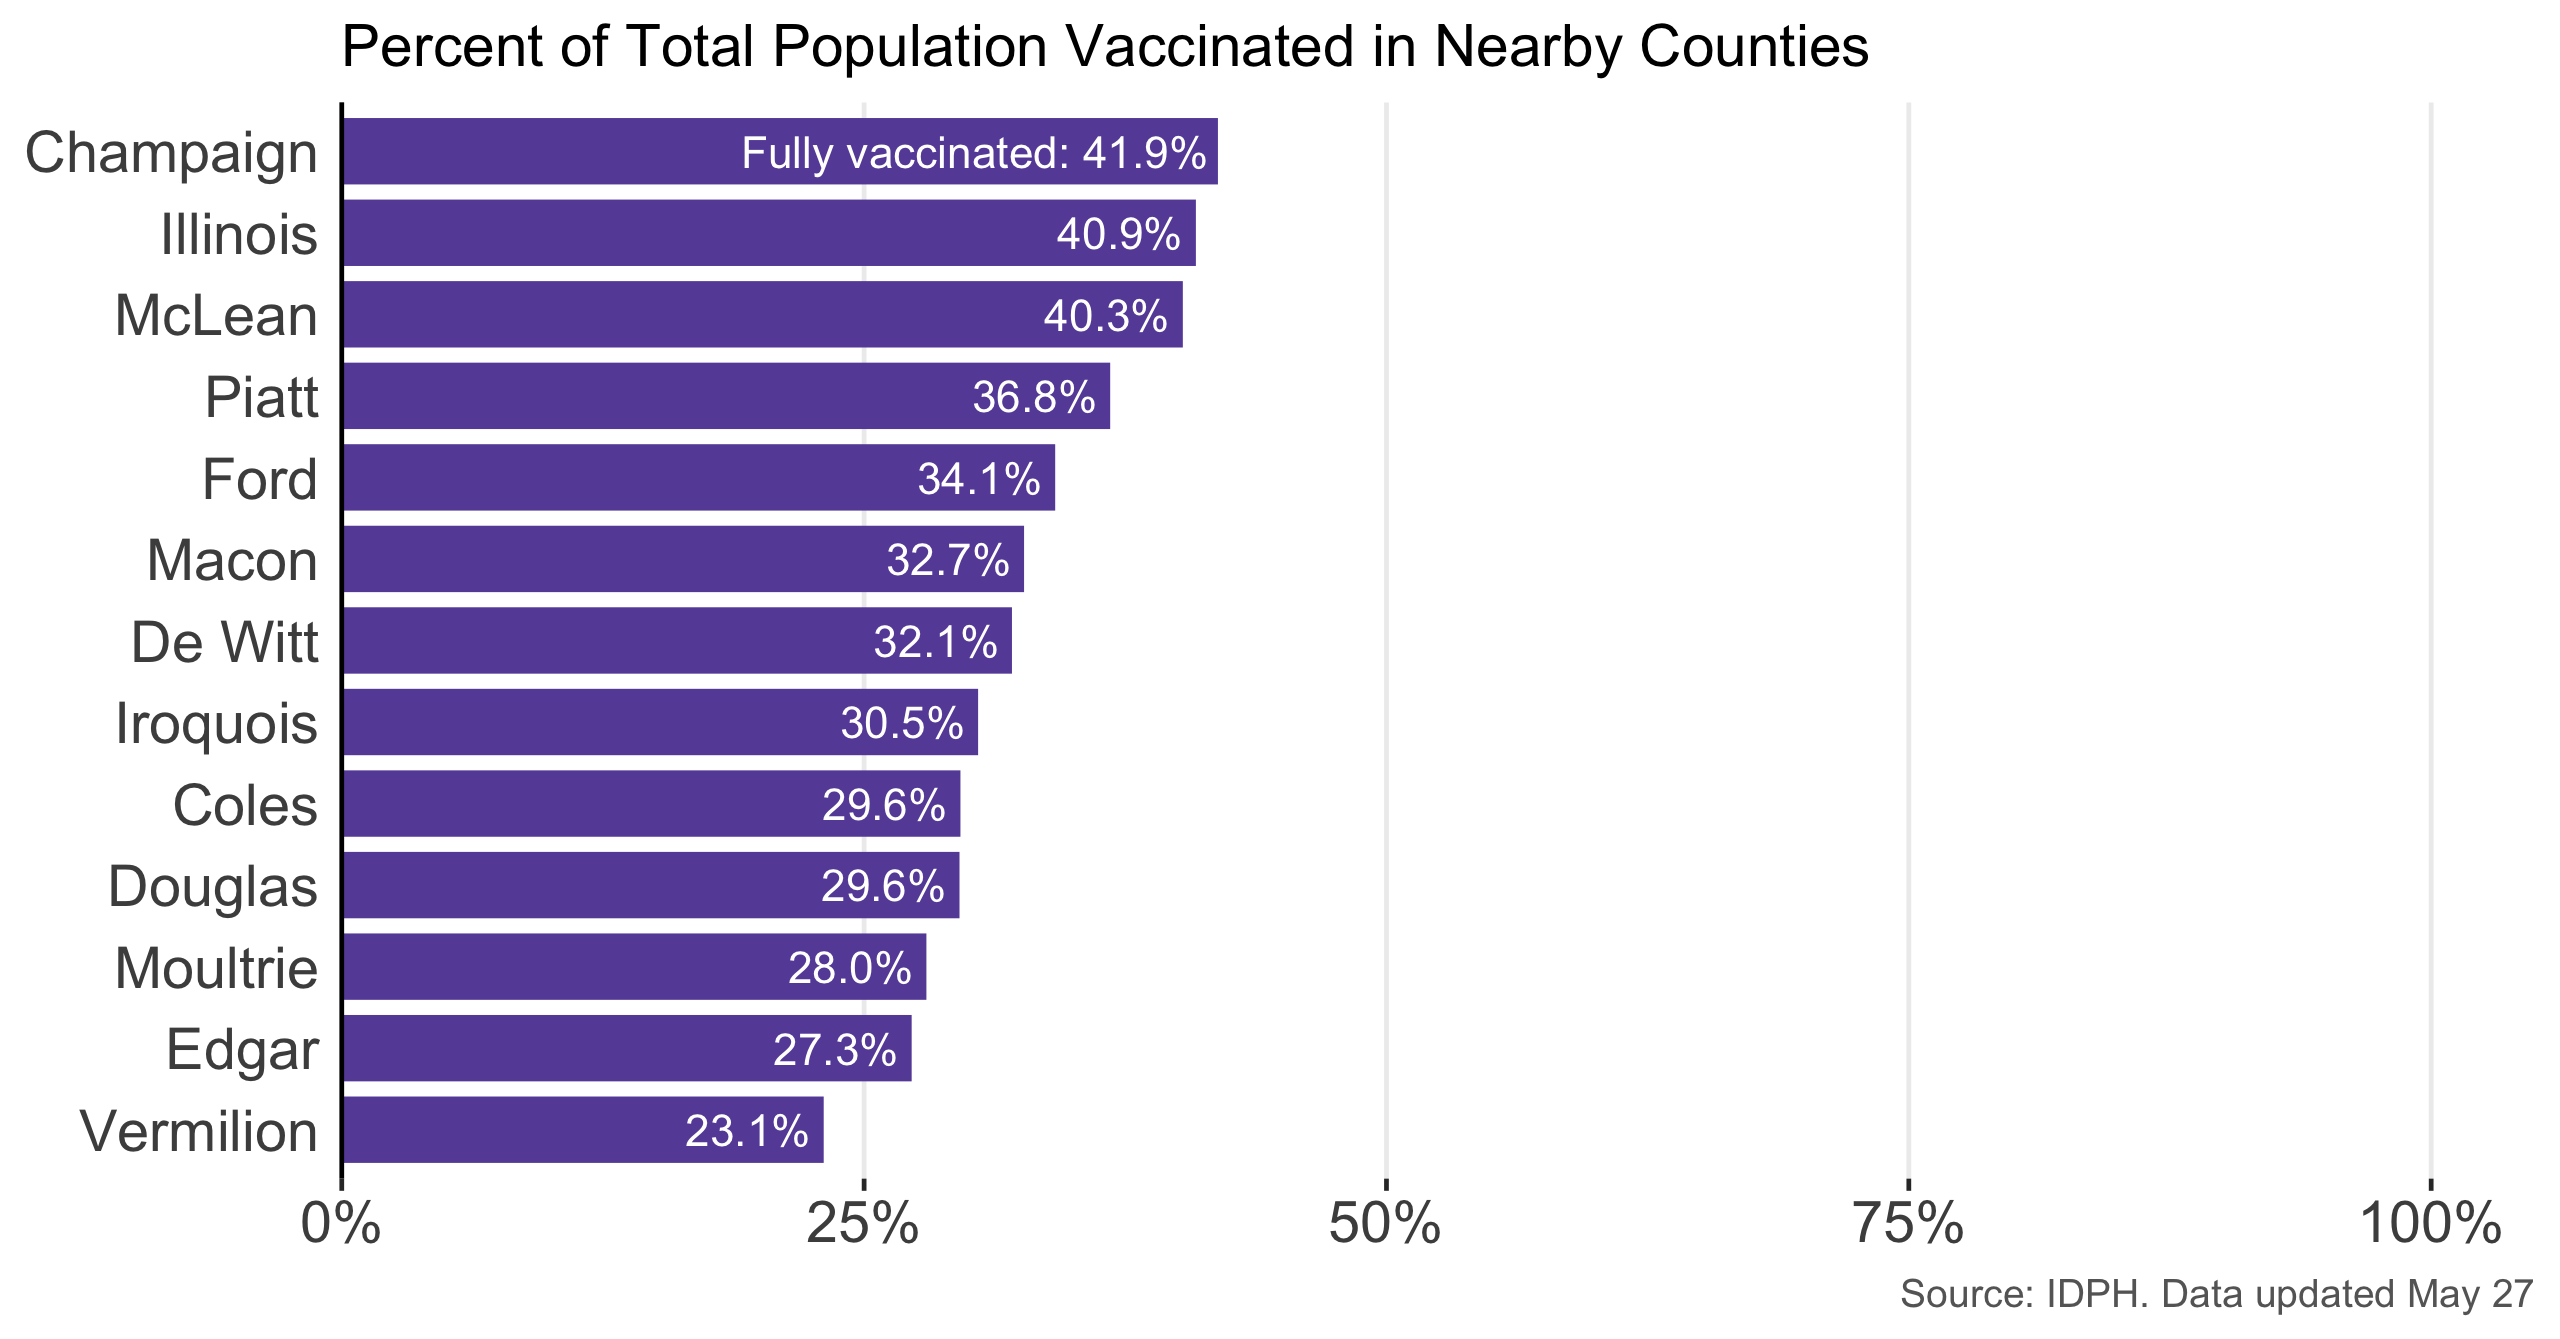 Percent of Total Population Vaccinated in Nearby Counties
Champaign Fully vaccinated: 41.9%
Illinois 40.9%
McLean 40.3%
Piatt 36.8%
Ford 34.1%
Macon 32.7%
De Witt 32.1%
Iroquois 30.5%
Coles 29.6%
Douglas 29.6%
Moultrie 28.0%
Edgar 27.3%
Vermilion 23.1%
0% 25% 50% 75% 100%
Source: IDPH. Data updated May 27